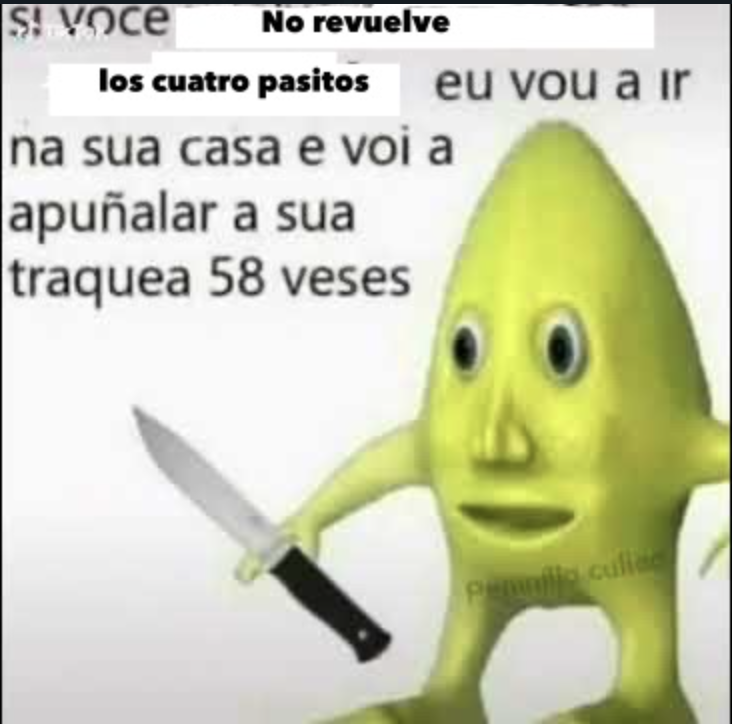 si voce No revuelve
los cuatro pasitos eu vou a ir
na sua casa e voi a
apuñalar a sua
traquea 58 veses
TikTok